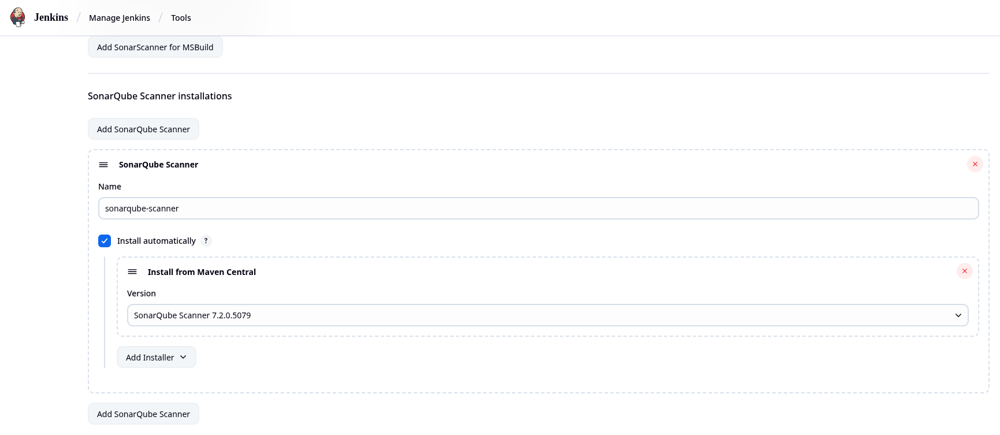 Jenkins / Manage Jenkins / Tools
Add SonarScanner for MSBuild
SonarQube Scanner installations
Add SonarQube Scanner
SonarQube Scanner
Name
sonarqube-scanner
Install automatically ?
Install from Maven Central
Version
SonarQube Scanner 7.2.0.5079
Add Installer
Add SonarQube Scanner